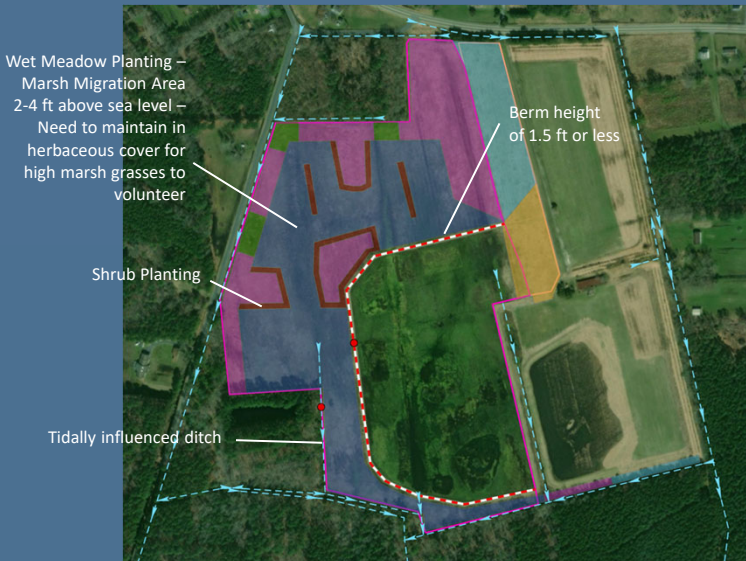 Wet Meadow Planting –
Marsh Migration Area
2-4 ft above sea level –
Need to maintain in
herbaceous cover for
high marsh grasses to
volunteer
Berm height
of 1.5 ft or less
Shrub Planting
Tidally influenced ditch